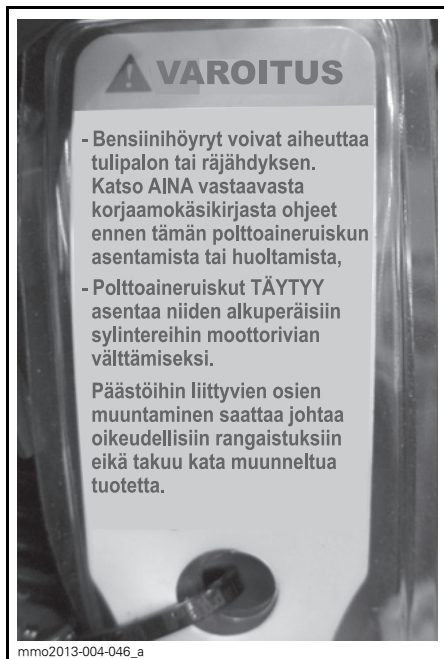 VAROITUS
- Bensiinihöyryt voivat aiheuttaa
tulipalon tai räjähdyksen.
Katso AINA vastaavasta
korjaamokäsikirjasta ohjeet
ennen tämän polttoaineruiskun
asentamista tai huoltamista,
- Polttoaineruiskut TÄYTYY
asentaa niiden alkuperäisiin
sylintereihin moottorivian
välttämiseksi.
Päästöihin liittyvien osien
muuntaminen saattaa johtaa
oikeudellisiin rangaistuksiin
eikä takuu kata muunneltua
tuotetta.
mmo2013-004-046_a